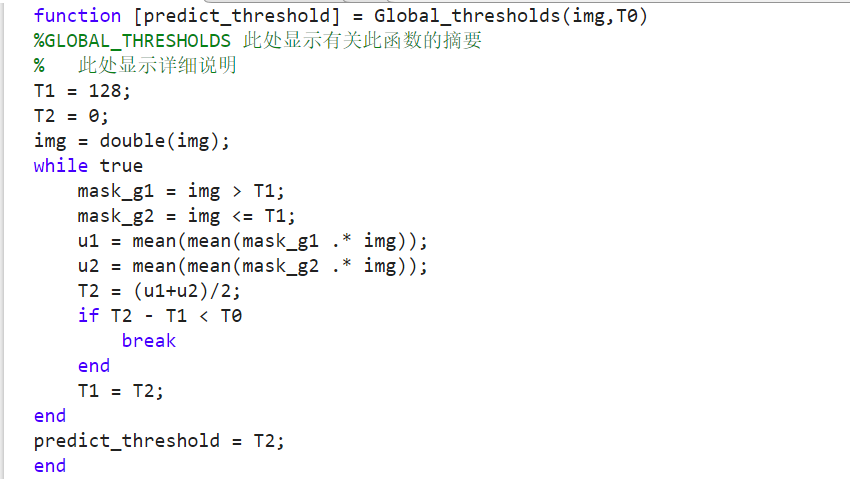 function [predict_threshold] = Global_thresholds(img,T0)
%GLOBAL_THRESHOLDS 此处显示有关此函数的摘要
%   此处显示详细说明
T1 = 128;
T2 = 0;
img = double(img);
while true
    mask_g1 = img > T1;
    mask_g2 = img <= T1;
    u1 = mean(mean(mask_g1 .* img));
    u2 = mean(mean(mask_g2 .* img));
    T2 = (u1+u2)/2;
    if T2 - T1 < T0
        break
    end
    T1 = T2;
end
predict_threshold = T2;
end